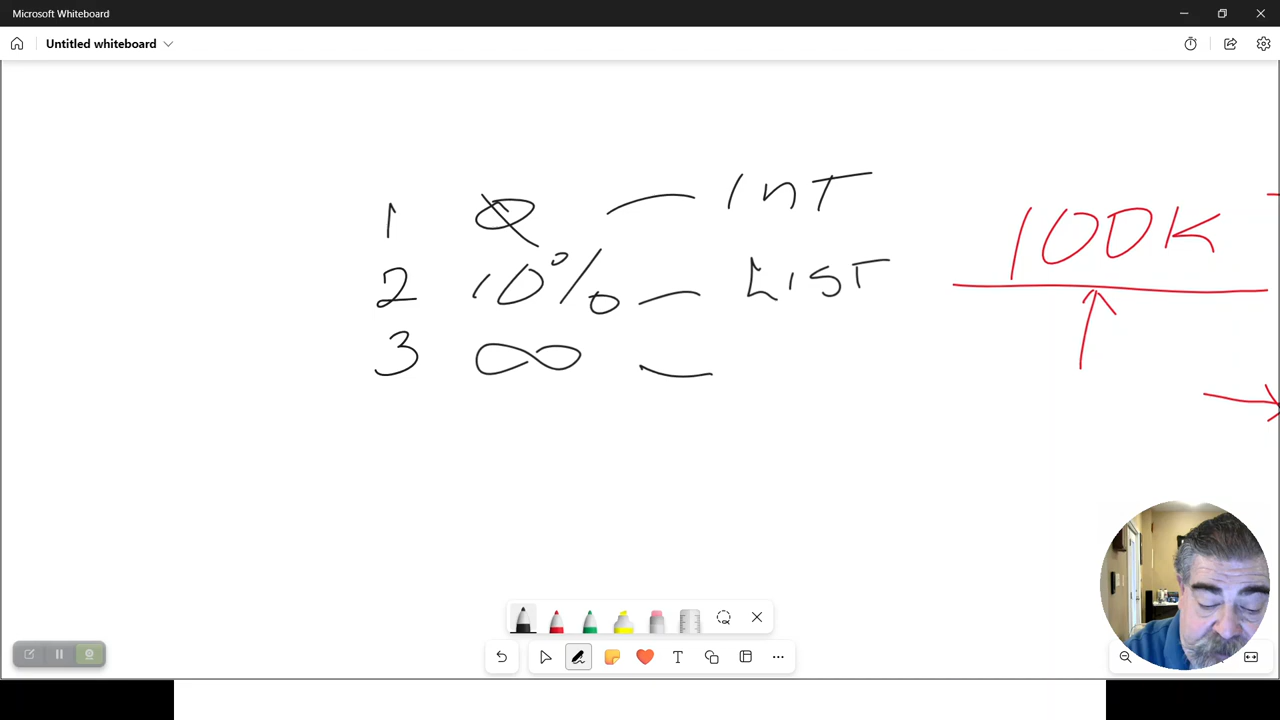 Microsoft Whiteboard
Untitled whiteboard
1 Ø — INT
2 10% — LIST
3 ∞ —
100K